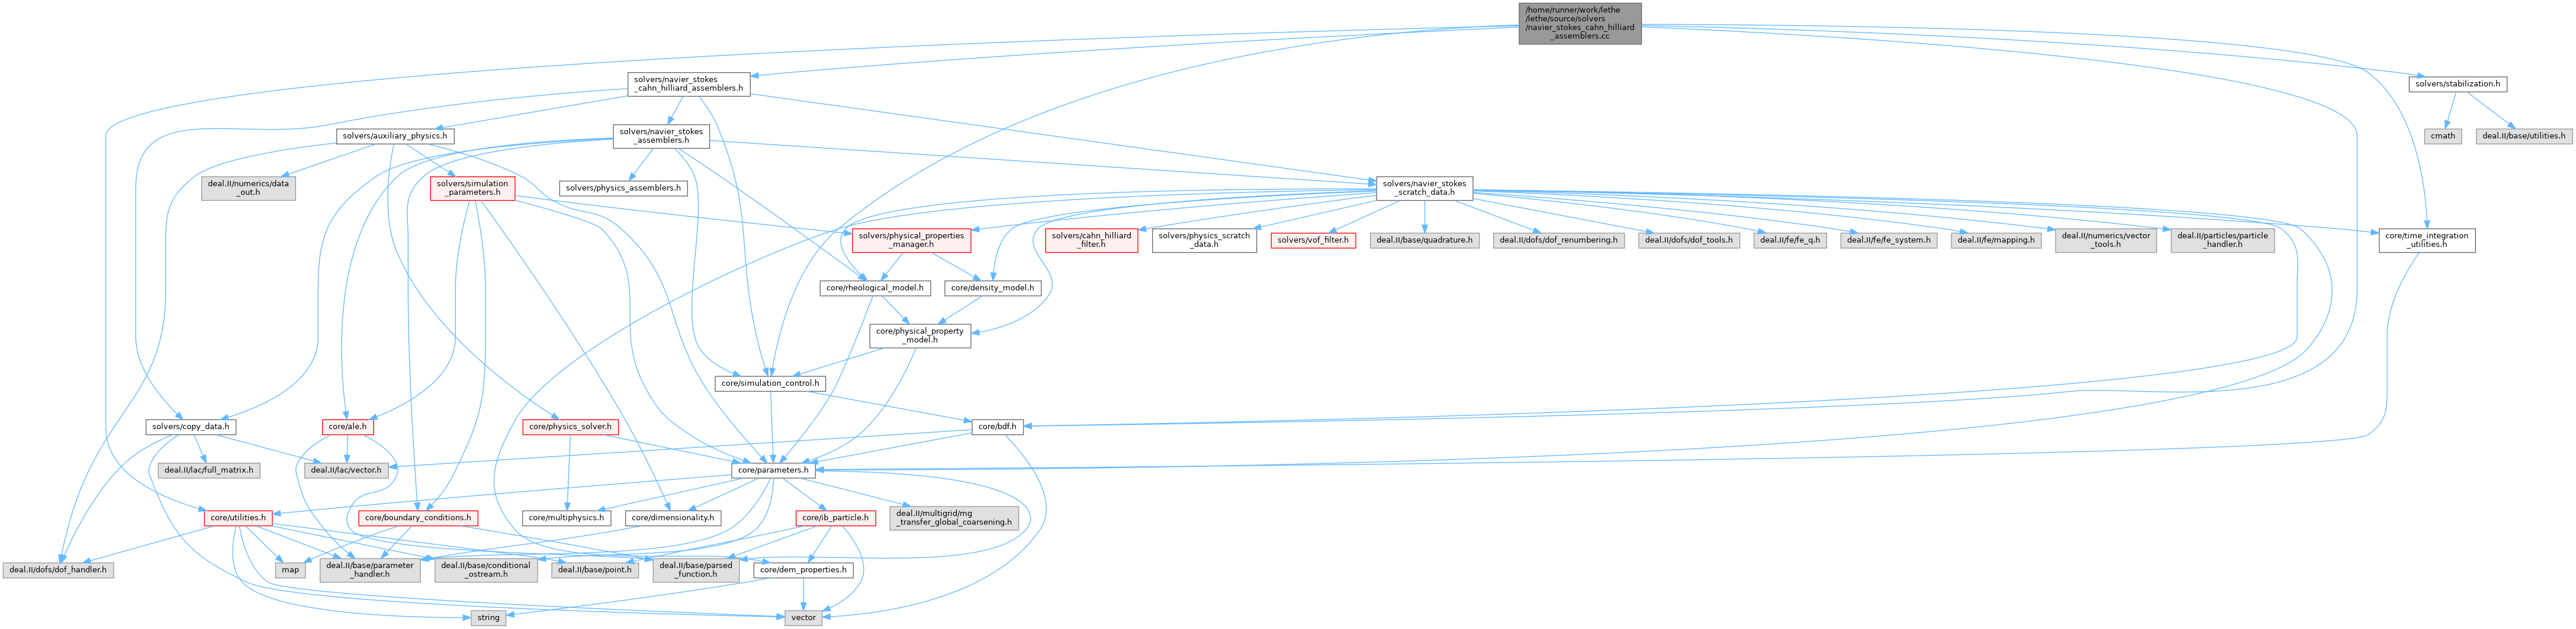 /home/runner/work/lethe
/lethe/source/solvers
/navier_stokes_cahn_hilliard
_assemblers.cc
solvers/navier_stokes
_cahn_hilliard_assemblers.h
solvers/stabilization.h
solvers/auxiliary_physics.h
solvers/navier_stokes
_assemblers.h
cmath
deal.II/base/utilities.h
deal.II/numerics/data
_out.h
solvers/simulation
_parameters.h
solvers/physics_assemblers.h
solvers/navier_stokes
_scratch_data.h
solvers/physical_properties
_manager.h
solvers/cahn_hilliard
_filter.h
solvers/physics_scratch
_data.h
solvers/vof_filter.h
deal.II/base/quadrature.h
deal.II/dofs/dof_renumbering.h
deal.II/dofs/dof_tools.h
deal.II/fe/fe_q.h
deal.II/fe/fe_system.h
deal.II/fe/mapping.h
deal.II/numerics/vector
_tools.h
deal.II/particles/particle
_handler.h
core/time_integration
_utilities.h
core/rheological_model.h
core/density_model.h
core/physical_property
_model.h
core/simulation_control.h
solvers/copy_data.h
core/ale.h
core/physics_solver.h
core/bdf.h
deal.II/lac/full_matrix.h
deal.II/lac/vector.h
core/parameters.h
core/utilities.h
core/boundary_conditions.h
core/multiphysics.h
core/dimensionality.h
core/ib_particle.h
deal.II/multigrid/mg
_transfer_global_coarsening.h
deal.II/dofs/dof_handler.h
map
deal.II/base/parameter
_handler.h
deal.II/base/conditional
_ostream.h
deal.II/base/point.h
deal.II/base/parsed
_function.h
core/dem_properties.h
string
vector